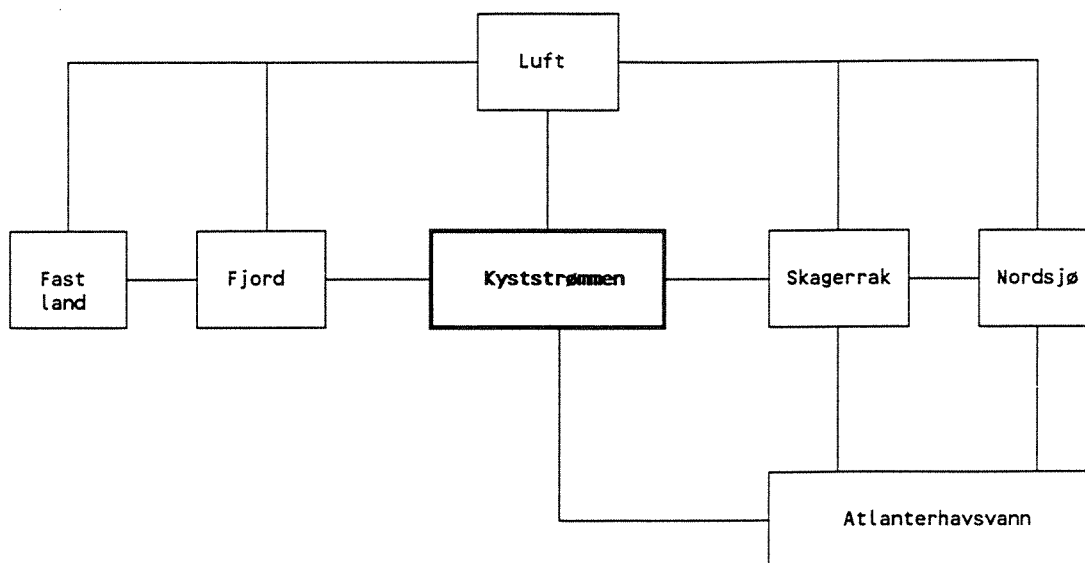 Luft
Fast
land
Fjord
Kyststrømmen
Skagerrak
Nordsjø
Atlanterhavsvann